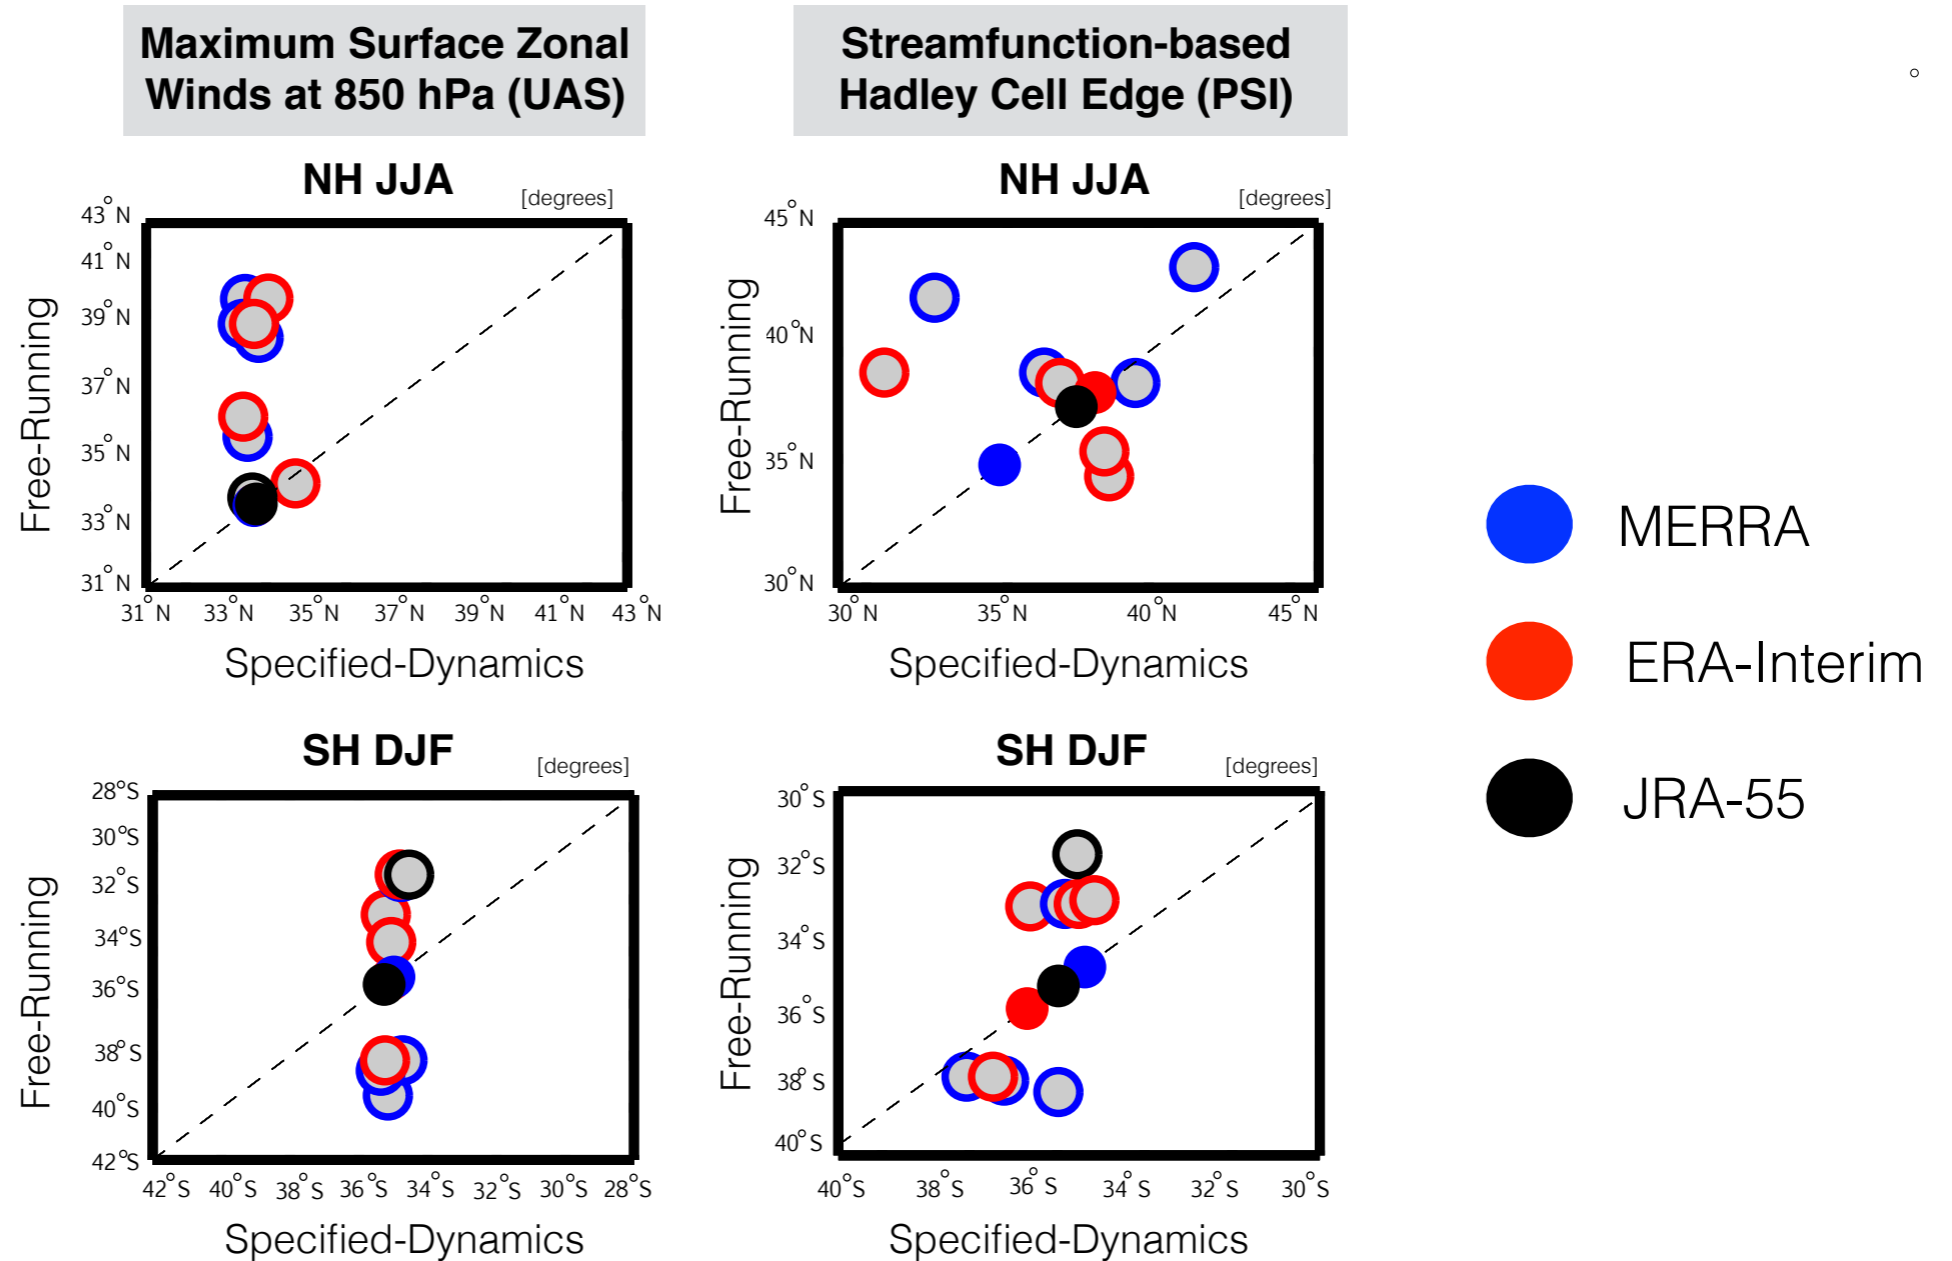 Maximum Surface Zonal
Winds at 850 hPa (UAS)
Streamfunction-based
Hadley Cell Edge (PSI)
°
NH JJA
[degrees]
43°N
41°N
39°N
37°N
35°N
33°N
31°N
Free-Running
31°N 33°N 35°N 37°N 39°N 41°N 43°N
Specified-Dynamics
NH JJA
[degrees]
45°N
40°N
35°N
30°N
Free-Running
30°N 35°N 40°N 45°N
Specified-Dynamics
MERRA
ERA-Interim
JRA-55
SH DJF
[degrees]
28°S
30°S
32°S
34°S
36°S
38°S
40°S
42°S
Free-Running
42°S 40°S 38°S 36°S 34°S 32°S 30°S 28°S
Specified-Dynamics
SH DJF
[degrees]
30°S
32°S
34°S
36°S
38°S
40°S
Free-Running
40°S 38°S 36°S 34°S 32°S 30°S
Specified-Dynamics